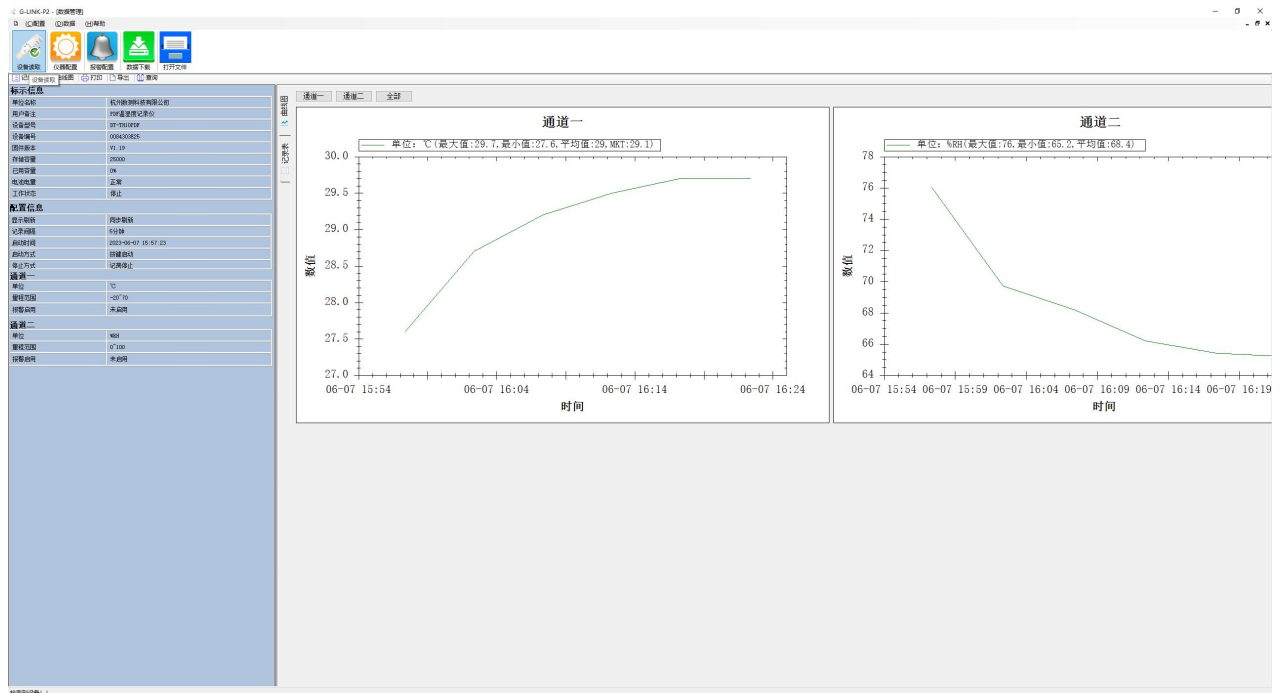 G-LINK-P2 - [数据管理]
(C)配置 (D)数据 (H)帮助
设备读取 仪器配置 报警配置 数据下载 打开文件
设备读取 打印 导出 查询
标示信息
单位名称 杭州数测科技有限公司
用户备注 PDF温湿度记录仪
设备型号 DT-TH10PDF
设备编号 0084303B25
固件版本 V1.19
存储容量 25000
已用容量 0%
电池电量 正常
工作状态 停止
配置信息
显示刷新 同步刷新
记录间隔 5分钟
启动时间 2023-06-07 15:57:23
启动方式 按键启动
停止方式 记满停止
通道一
单位 ℃
量程范围 -20~70
报警启用 未启用
通道二
单位 %RH
量程范围 0~100
报警启用 未启用
曲线图
记录表
通道一 通道二 全部
通道一
单位: ℃(最大值:29.7,最小值:27.6,平均值:29,MKT:29.1)
30.0
29.5
29.0
28.5
28.0
27.5
27.0
数值
06-07 15:54 06-07 16:04 06-07 16:14 06-07 16:24
时间
通道二
单位: %RH(最大值:76,最小值:65.2,平均值:68.4)
78
76
74
72
70
68
66
64
数值
06-07 15:54 06-07 15:59 06-07 16:04 06-07 16:09 06-07 16:14 06-07 16:19
时间